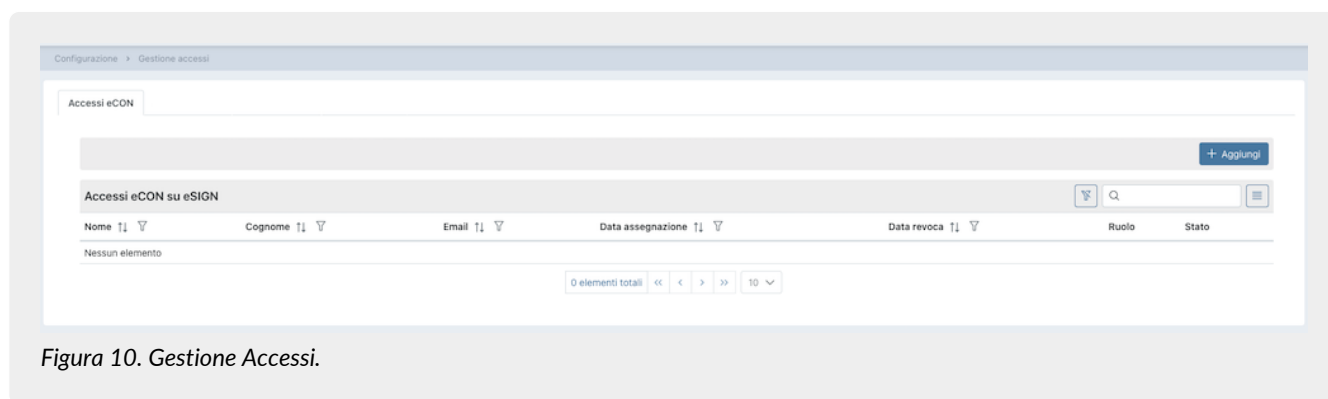 Configurazione > Gestione accessi
Accessi eCON
+ Aggiungi
Accessi eCON su eSIGN
Nome Cognome Email Data assegnazione Data revoca Ruolo Stato
Nessun elemento
0 elementi totali << < > >> 10
Figura 10. Gestione Accessi.